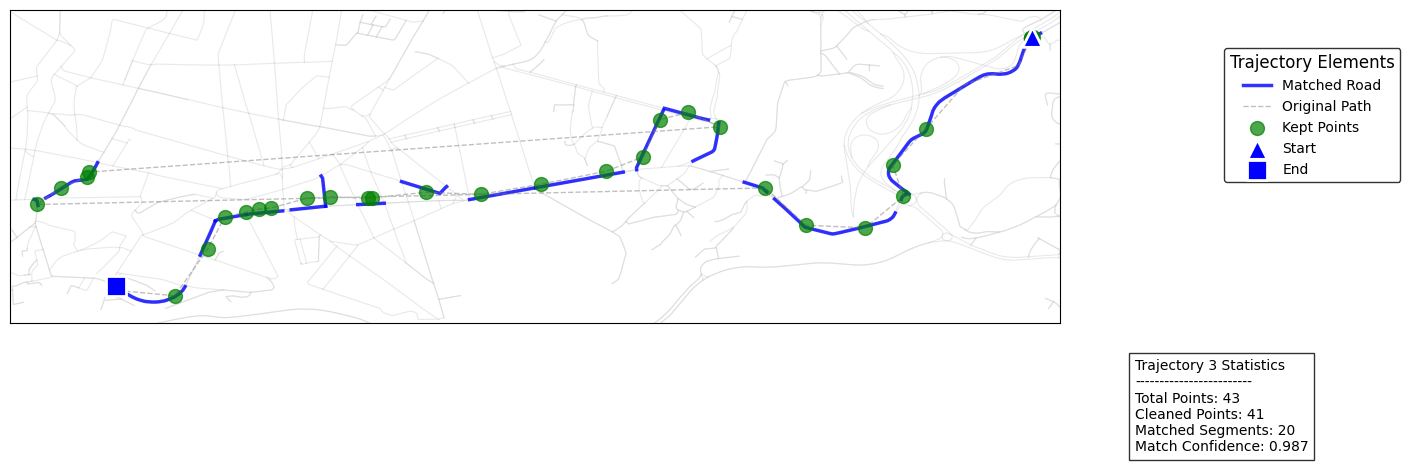 Trajectory Elements
Matched Road
Original Path
Kept Points
Start
End
Trajectory 3 Statistics
-------------------------
Total Points: 43
Cleaned Points: 41
Matched Segments: 20
Match Confidence: 0.987